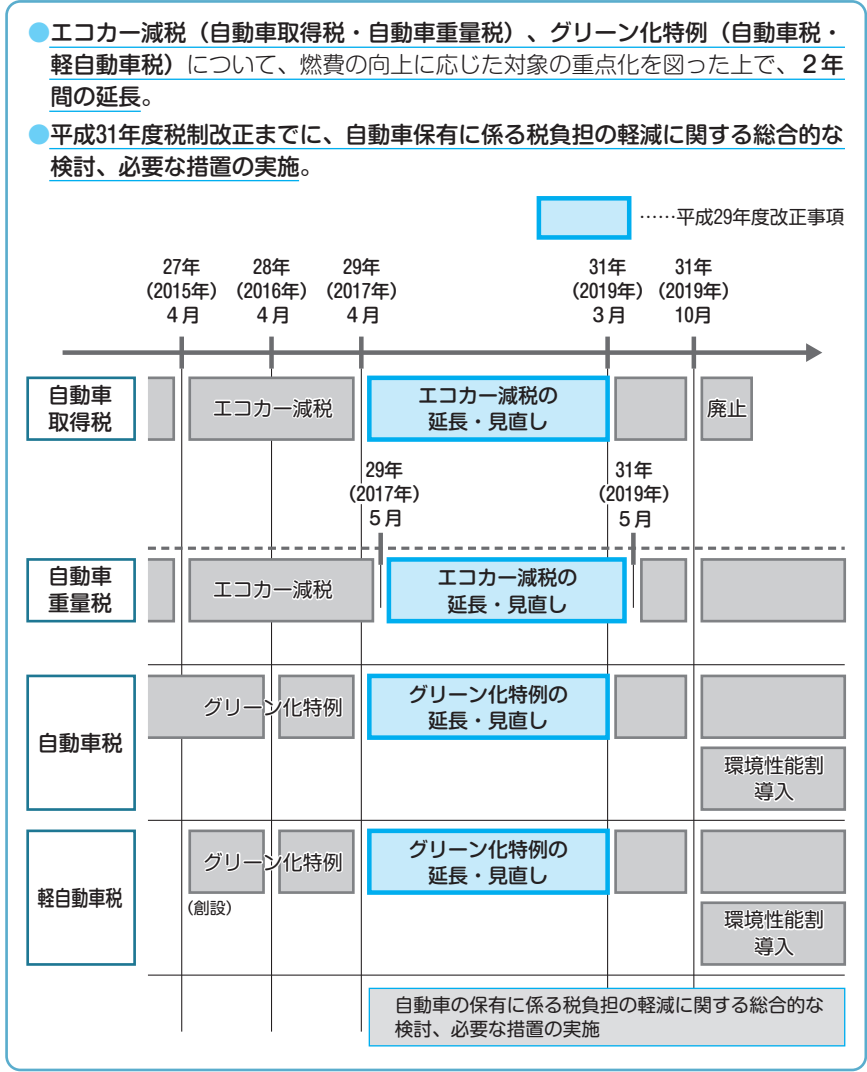 ●エコカー減税（自動車取得税・自動車重量税）、グリーン化特例（自動車税・
軽自動車税）について、燃費の向上に応じた対象の重点化を図った上で、２年
間の延長。
●平成31年度税制改正までに、自動車保有に係る税負担の軽減に関する総合的な
検討、必要な措置の実施。
……平成29年度改正事項
27年
(2015年)
４月
28年
(2016年)
４月
29年
(2017年)
４月
31年
(2019年)
３月
31年
(2019年)
10月
自動車
取得税
エコカー減税
エコカー減税の
延長・見直し
廃止
29年
(2017年)
５月
31年
(2019年)
５月
自動車
重量税
エコカー減税
エコカー減税の
延長・見直し
自動車税
グリーン化特例
グリーン化特例の
延長・見直し
環境性能割
導入
軽自動車税
グリーン化特例
(創設)
グリーン化特例の
延長・見直し
環境性能割
導入
自動車の保有に係る税負担の軽減に関する総合的な
検討、必要な措置の実施